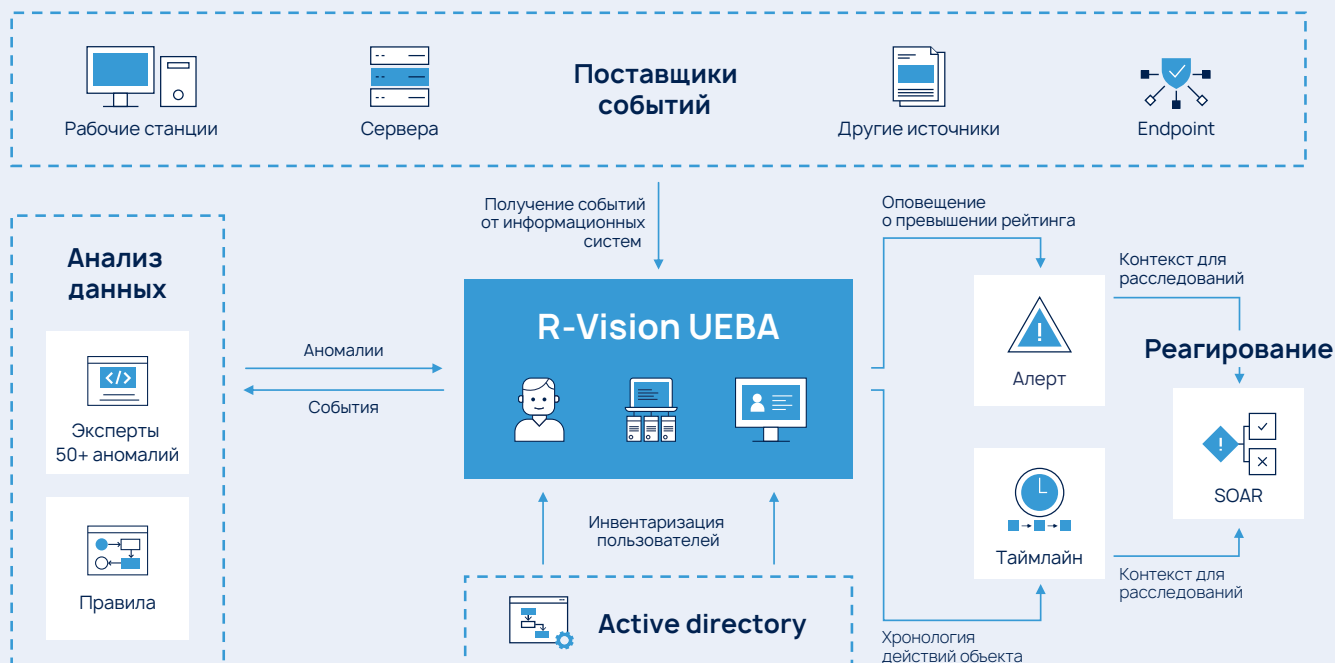 Поставщики
событий
Рабочие станции
Сервера
Другие источники
Endpoint
Получение событий
от информационных
систем
Оповещение
о превышении рейтинга
Анализ
данных
Эксперты
50+ аномалий
Правила
Аномалии
События
R-Vision UEBA
Инвентаризация
пользователей
Active directory
Алерт
Таймлайн
Контекст для
расследований
Реагирование
SOAR
Контекст для
расследований
Хронология
действий объекта